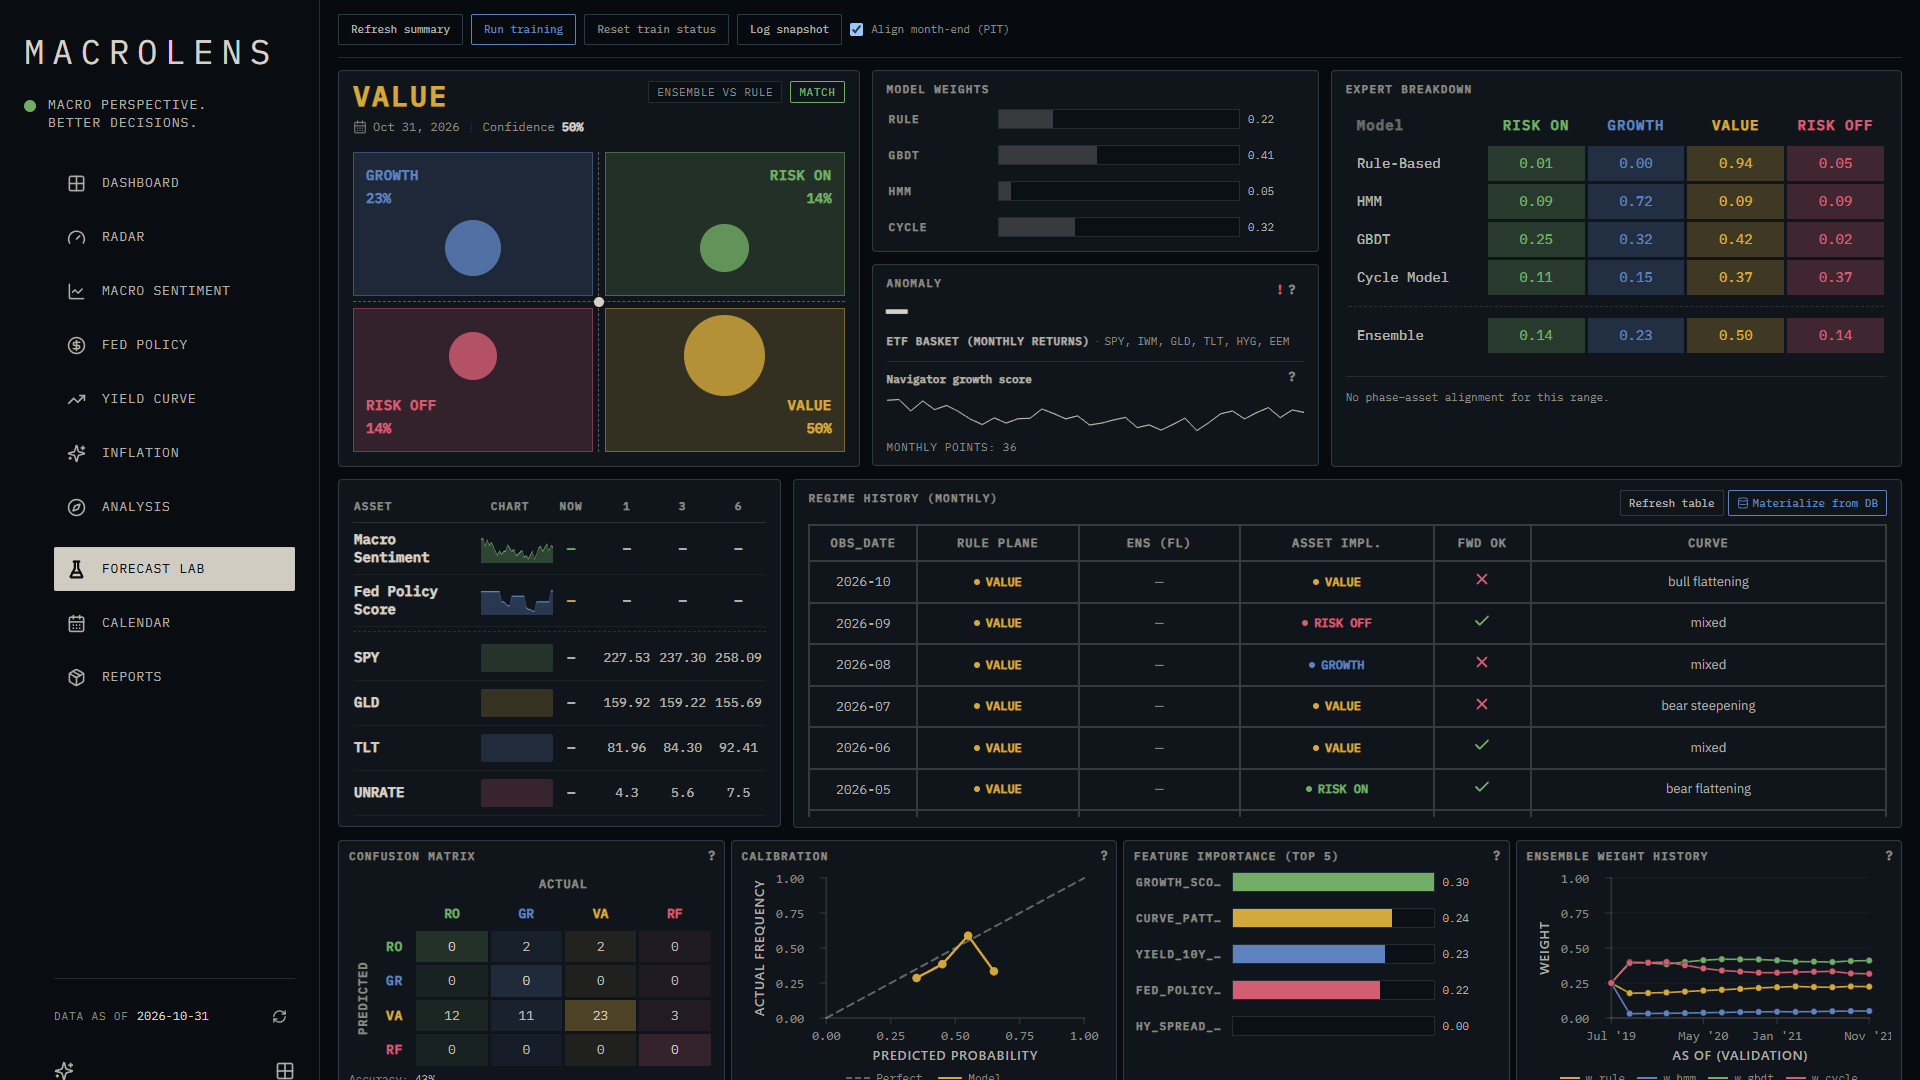 MACROLENS
MACRO PERSPECTIVE.
BETTER DECISIONS.
DASHBOARD
RADAR
MACRO SENTIMENT
FED POLICY
YIELD CURVE
INFLATION
ANALYSIS
FORECAST LAB
CALENDAR
REPORTS
DATA AS OF 2026-10-31
Refresh summary Run training Reset train status Log snapshot Align month-end (PIT)
VALUE ENSEMBLE VS RULE MATCH
Oct 31, 2026 Confidence 50%
GROWTH RISK ON
23% 14%
RISK OFF VALUE
14% 50%
MODEL WEIGHTS
RULE 0.22
GBDT 0.41
HMM 0.05
CYCLE 0.32
ANOMALY ! ?
—
ETF BASKET (MONTHLY RETURNS) · SPY, IWM, GLD, TLT, HYG, EEM
Navigator growth score ?
MONTHLY POINTS: 36
EXPERT BREAKDOWN
Model RISK ON GROWTH VALUE RISK OFF
Rule-Based 0.01 0.00 0.94 0.05
HMM 0.09 0.72 0.09 0.09
GBDT 0.25 0.32 0.42 0.02
Cycle Model 0.11 0.15 0.37 0.37
Ensemble 0.14 0.23 0.50 0.14
No phase-asset alignment for this range.
ASSET CHART NOW 1 3 6
Macro
Sentiment — — — —
Fed Policy
Score — — — —
SPY — 227.53 237.30 258.09
GLD — 159.92 159.22 155.69
TLT — 81.96 84.30 92.41
UNRATE — 4.3 5.6 7.5
REGIME HISTORY (MONTHLY) Refresh table Materialize from DB
OBS_DATE RULE PLANE ENS (FL) ASSET IMPL. FWD OK CURVE
2026-10 VALUE — VALUE ✕ bull flattening
2026-09 VALUE — RISK OFF ✓ mixed
2026-08 VALUE — GROWTH ✕ mixed
2026-07 VALUE — VALUE ✕ bear steepening
2026-06 VALUE — VALUE ✓ mixed
2026-05 VALUE — RISK ON ✓ bear flattening
CONFUSION MATRIX ?
ACTUAL
RO GR VA RF
PREDICTED
RO 0 2 2 0
GR 0 0 0 0
VA 12 11 23 3
RF 0 0 0 0
Accuracy: 43%
CALIBRATION ?
ACTUAL FREQUENCY
1.00
0.75
0.50
0.25
0.00
0.00 0.25 0.50 0.75 1.00
PREDICTED PROBABILITY
Perfect Model
FEATURE IMPORTANCE (TOP 5) ?
GROWTH_SCO… 0.30
CURVE_PATT… 0.24
YIELD_10Y_… 0.23
FED_POLICY… 0.22
HY_SPREAD_… 0.00
ENSEMBLE WEIGHT HISTORY ?
WEIGHT
1.00
0.75
0.50
0.25
0.00
Jul '19 May '20 Jan '21 Nov '21
AS OF (VALIDATION)
w_rule w_hmm w_gbdt w_cycle